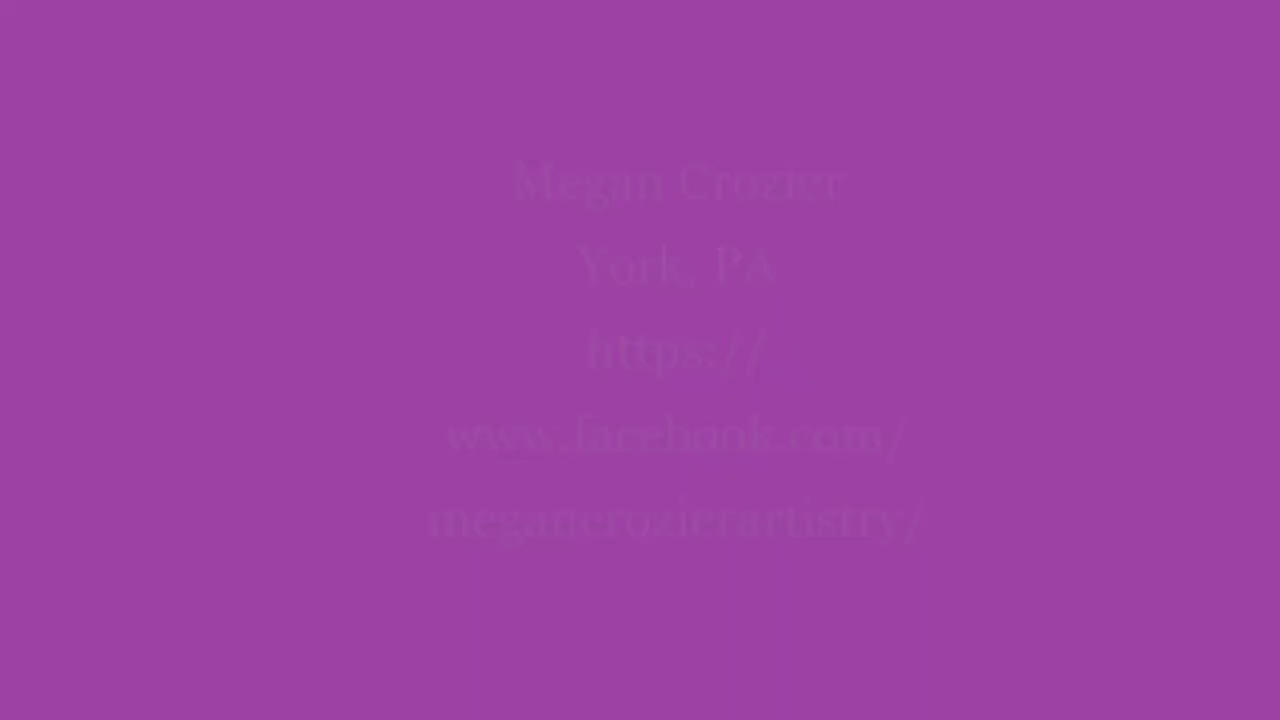 Megan Crozier
York, PA
https://
www.facebook.com/
megancrozierartistry/